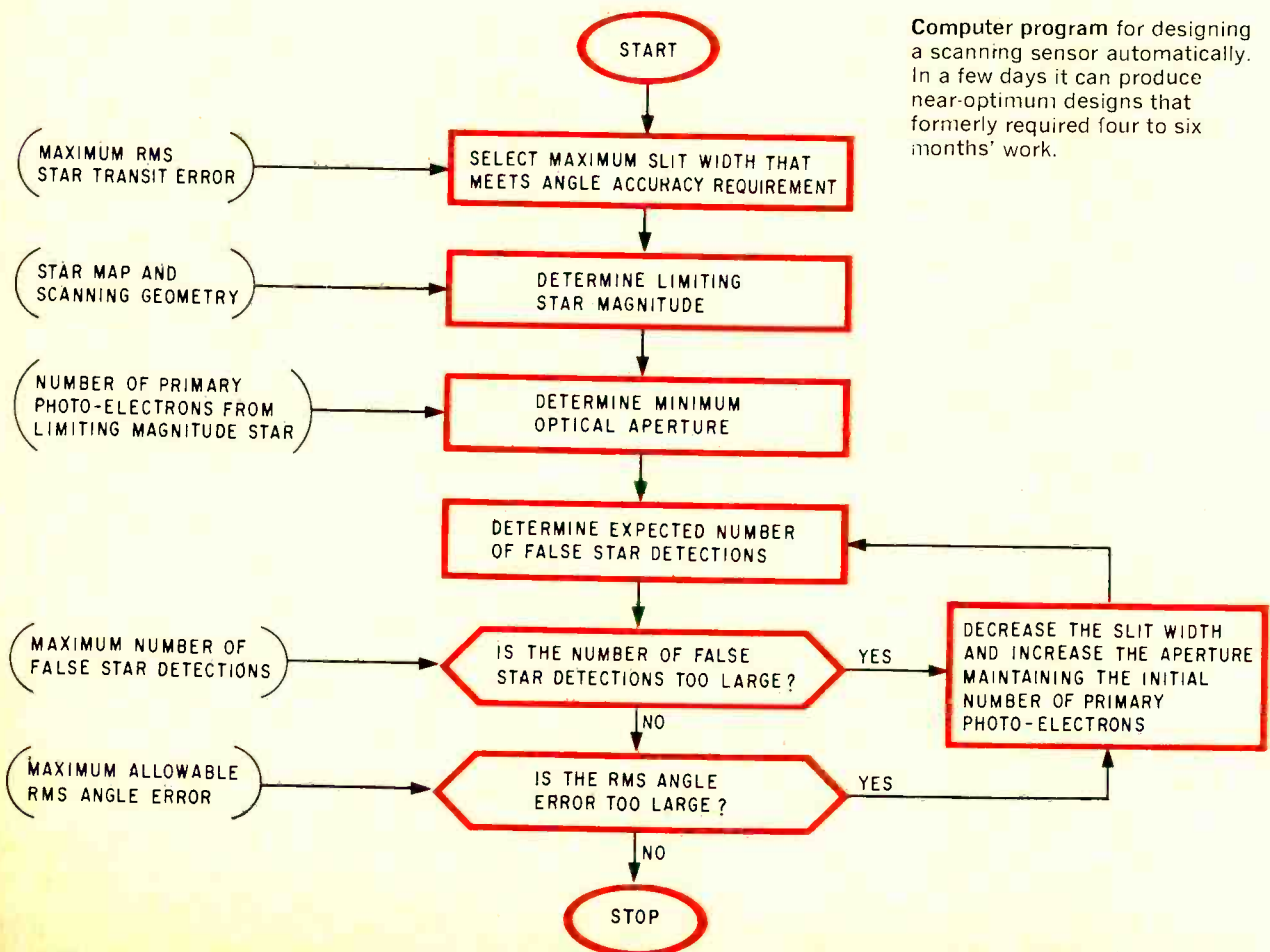 START
Computer program for designing
a scanning sensor automatically.
In a few days it can produce
near-optimum designs that
formerly required four to six
months' work.
MAXIMUM RMS
STAR TRANSIT ERROR
SELECT MAXIMUM SLIT WIDTH THAT
MEETS ANGLE ACCURACY REQUIREMENT
STAR MAP AND
SCANNING GEOMETRY
DETERMINE LIMITING
STAR MAGNITUDE
NUMBER OF PRIMARY
PHOTO-ELECTRONS FROM
LIMITING MAGNITUDE STAR
DETERMINE MINIMUM
OPTICAL APERTURE
DETERMINE EXPECTED NUMBER
OF FALSE STAR DETECTIONS
MAXIMUM NUMBER OF
FALSE STAR DETECTIONS
IS THE NUMBER OF FALSE
STAR DETECTIONS TOO LARGE?
YES
DECREASE THE SLIT WIDTH
AND INCREASE THE APERTURE
MAINTAINING THE INITIAL
NUMBER OF PRIMARY
PHOTO-ELECTRONS
NO
MAXIMUM ALLOWABLE
RMS ANGLE ERROR
IS THE RMS ANGLE
ERROR TOO LARGE?
YES
NO
STOP